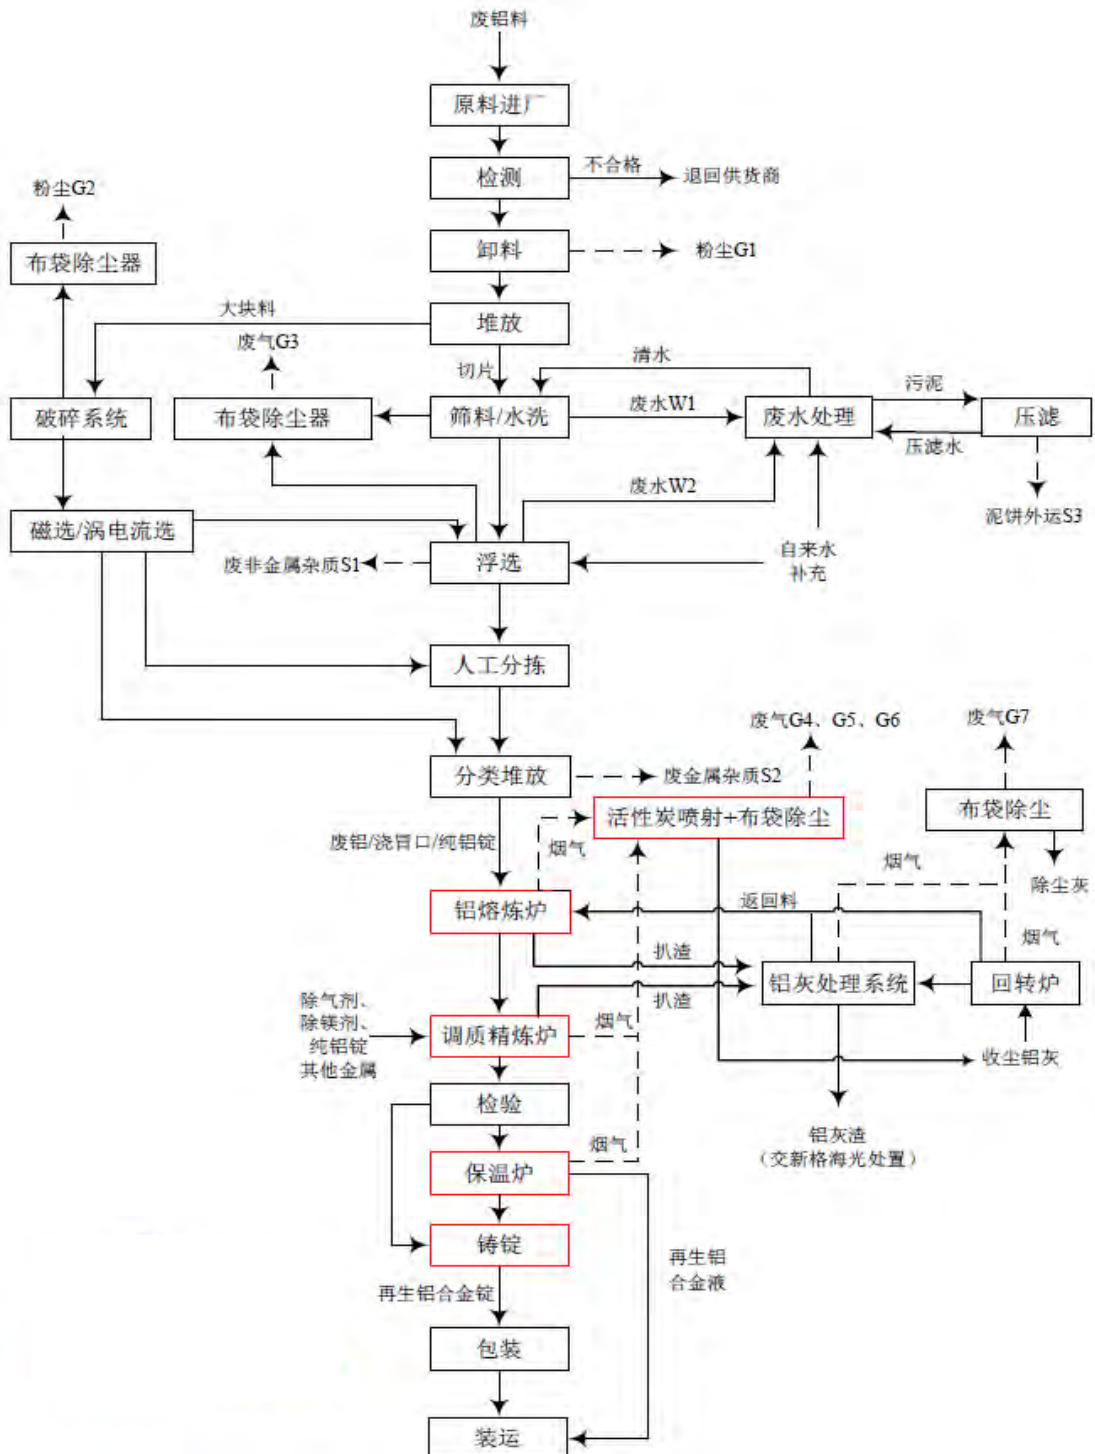 废铝料
原料进厂
检测
不合格
退回供货商
粉尘G2
布袋除尘器
卸料
粉尘G1
大块料
堆放
废气G3
切片
清水
污泥
破碎系统
布袋除尘器
筛料/水洗
废水W1
废水处理
压滤
压滤水
废水W2
泥饼外运S3
磁选/涡电流选
废非金属杂质S1
浮选
自来水
补充
人工分拣
废气G4、G5、G6
废气G7
分类堆放
废金属杂质S2
活性炭喷射+布袋除尘
布袋除尘
废铝/浇冒口/纯铝锭
烟气
烟气
除尘灰
铝熔炼炉
返回料
烟气
扒渣
铝灰处理系统
回转炉
除气剂、
除镁剂、
纯铝锭
其他金属
调质精炼炉
烟气
扒渣
收尘铝灰
检验
烟气
铝灰渣
（交新格海光处置）
保温炉
铸锭
再生铝
合金液
再生铝合金锭
包装
装运